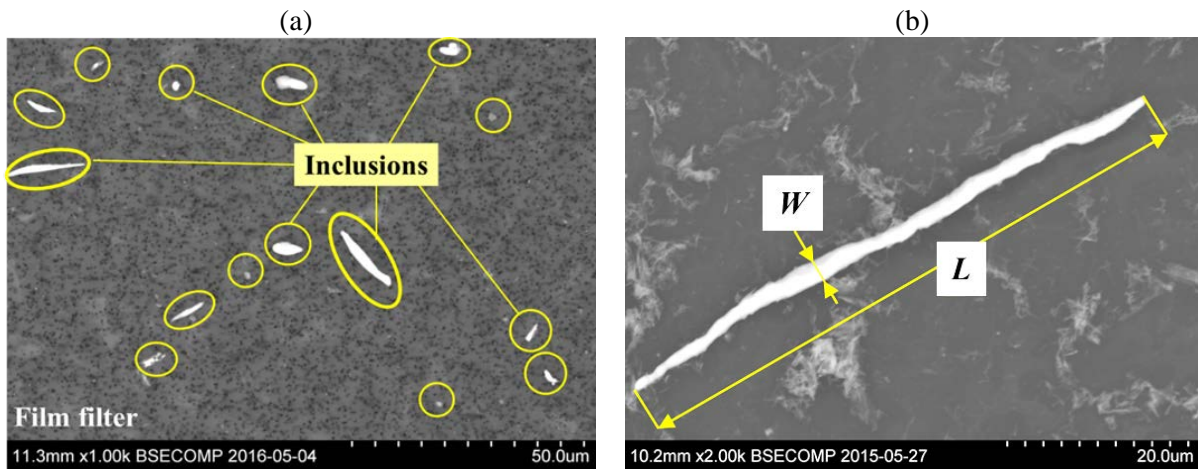 (a)
(b)
Inclusions
W
L
Film filter
11.3mm x1.00k BSECOMP 2016-05-04
50.0um
10.2mm x2.00k BSECOMP 2015-05-27
20.0um